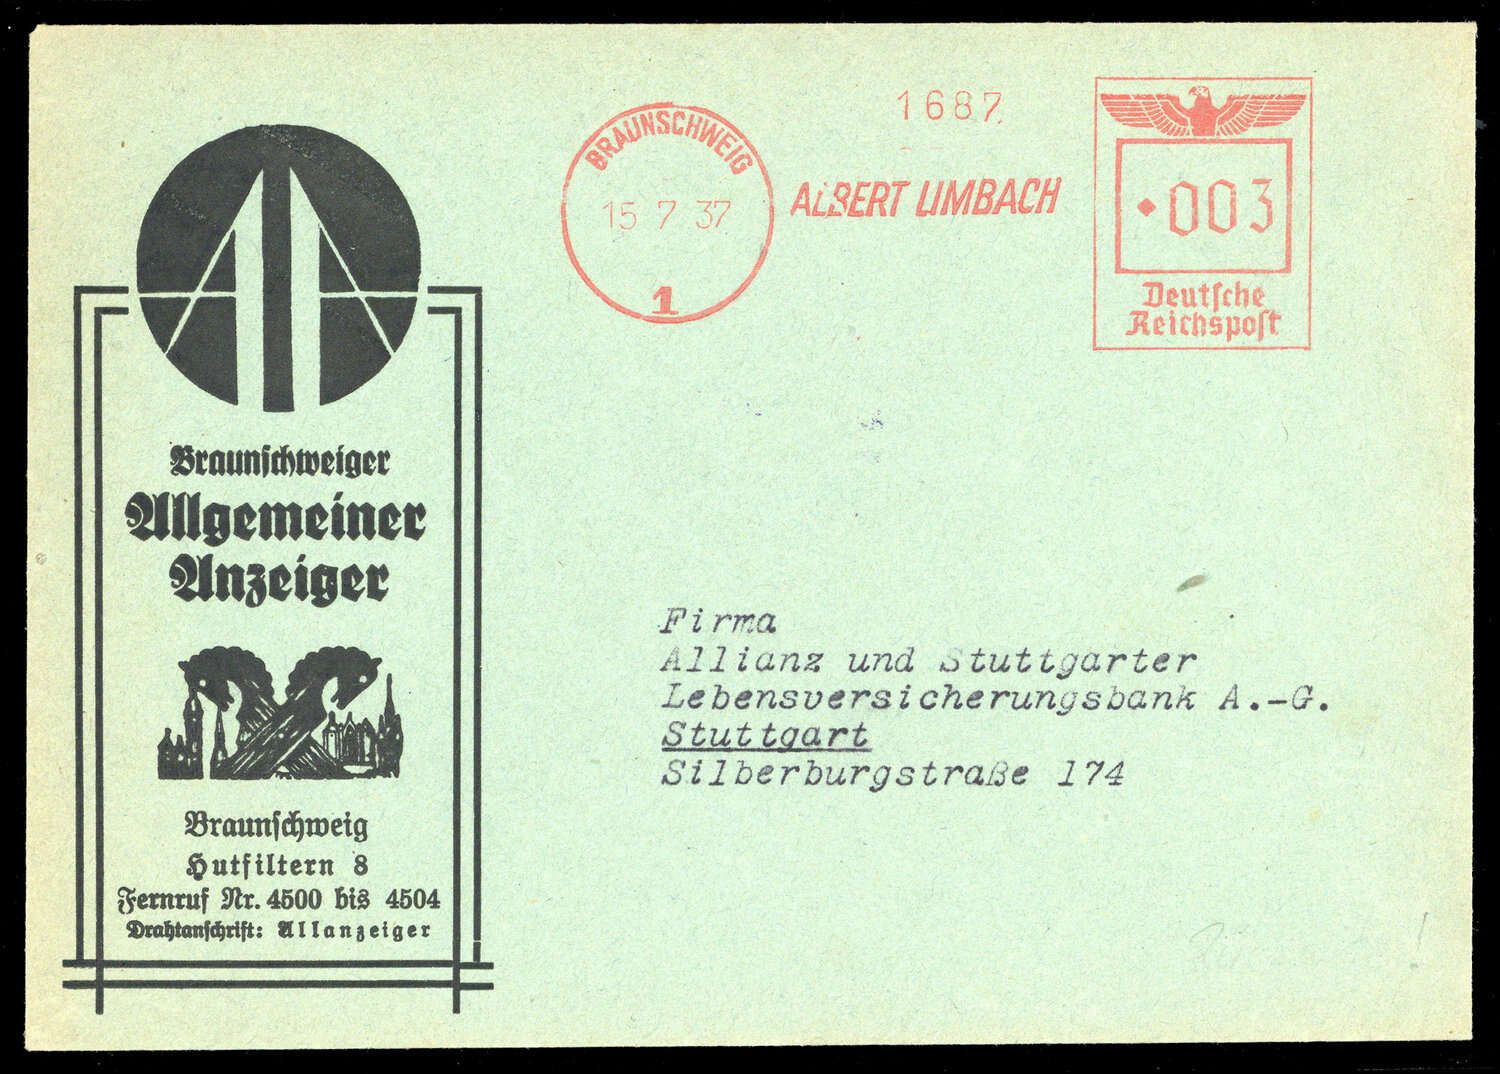 1687
BRAUNSCHWEIG
15 7 37
1
ALBERT LIMBACH
003
Deutsche
Reichspost
Braunschweiger
Allgemeiner
Anzeiger
Braunschweig
Hutfiltern 8
Fernruf Nr. 4500 bis 4504
Drahtanschrift: Allanzeiger
Firma
Allianz und Stuttgarter
Lebensversicherungsbank A.-G.
Stuttgart
Silberburgstraße 174